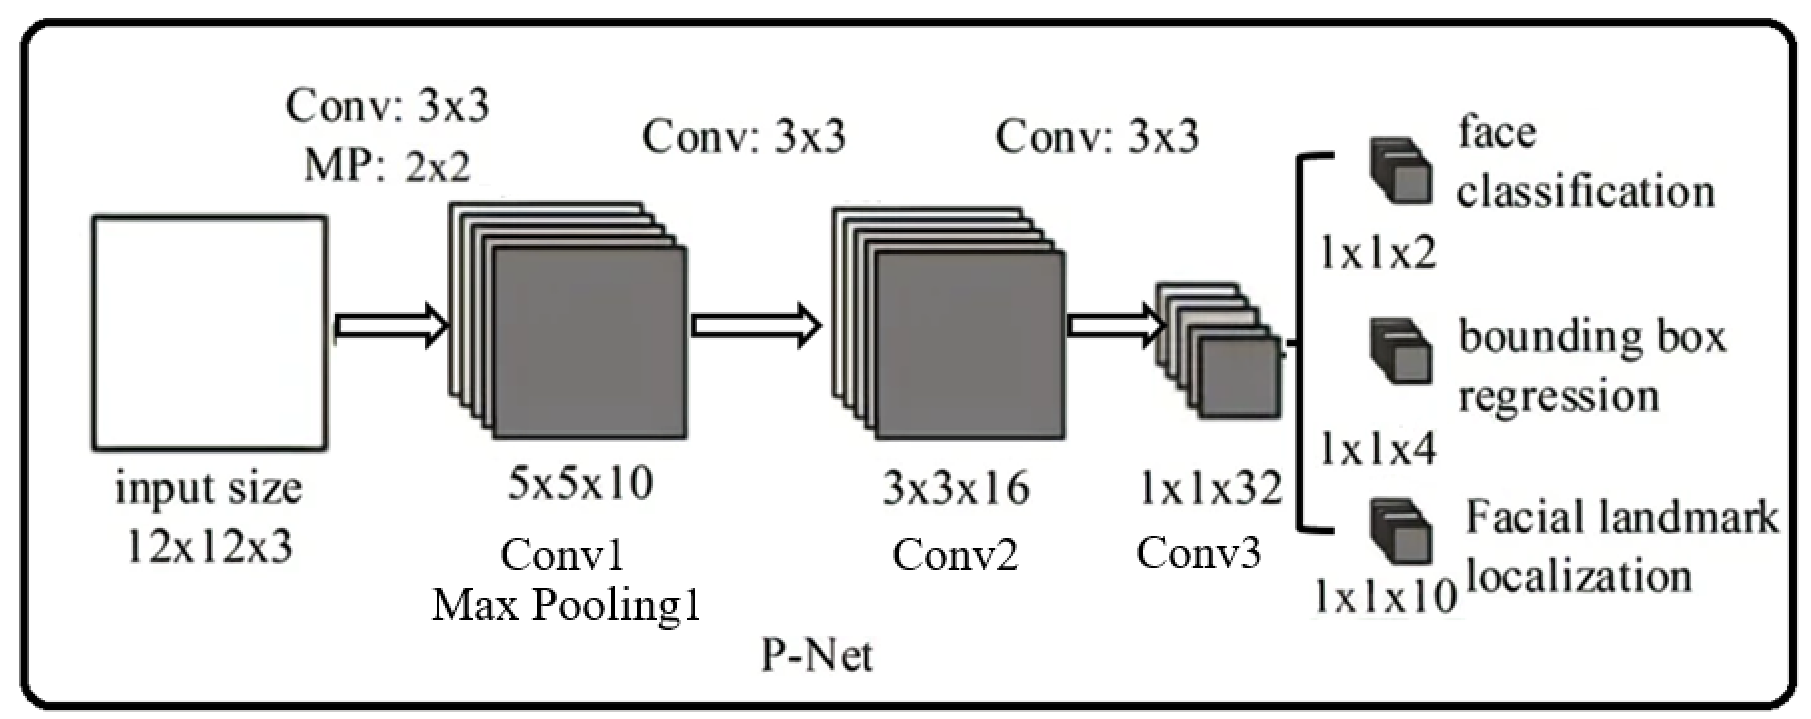 Conv: 3x3
MP: 2x2
Conv: 3x3
Conv: 3x3
input size
12x12x3
5x5x10
Conv1
Max Pooling1
3x3x16
Conv2
1x1x32
Conv3
face
classification
1x1x2
bounding box
regression
1x1x4
Facial landmark
localization
1x1x10
P-Net